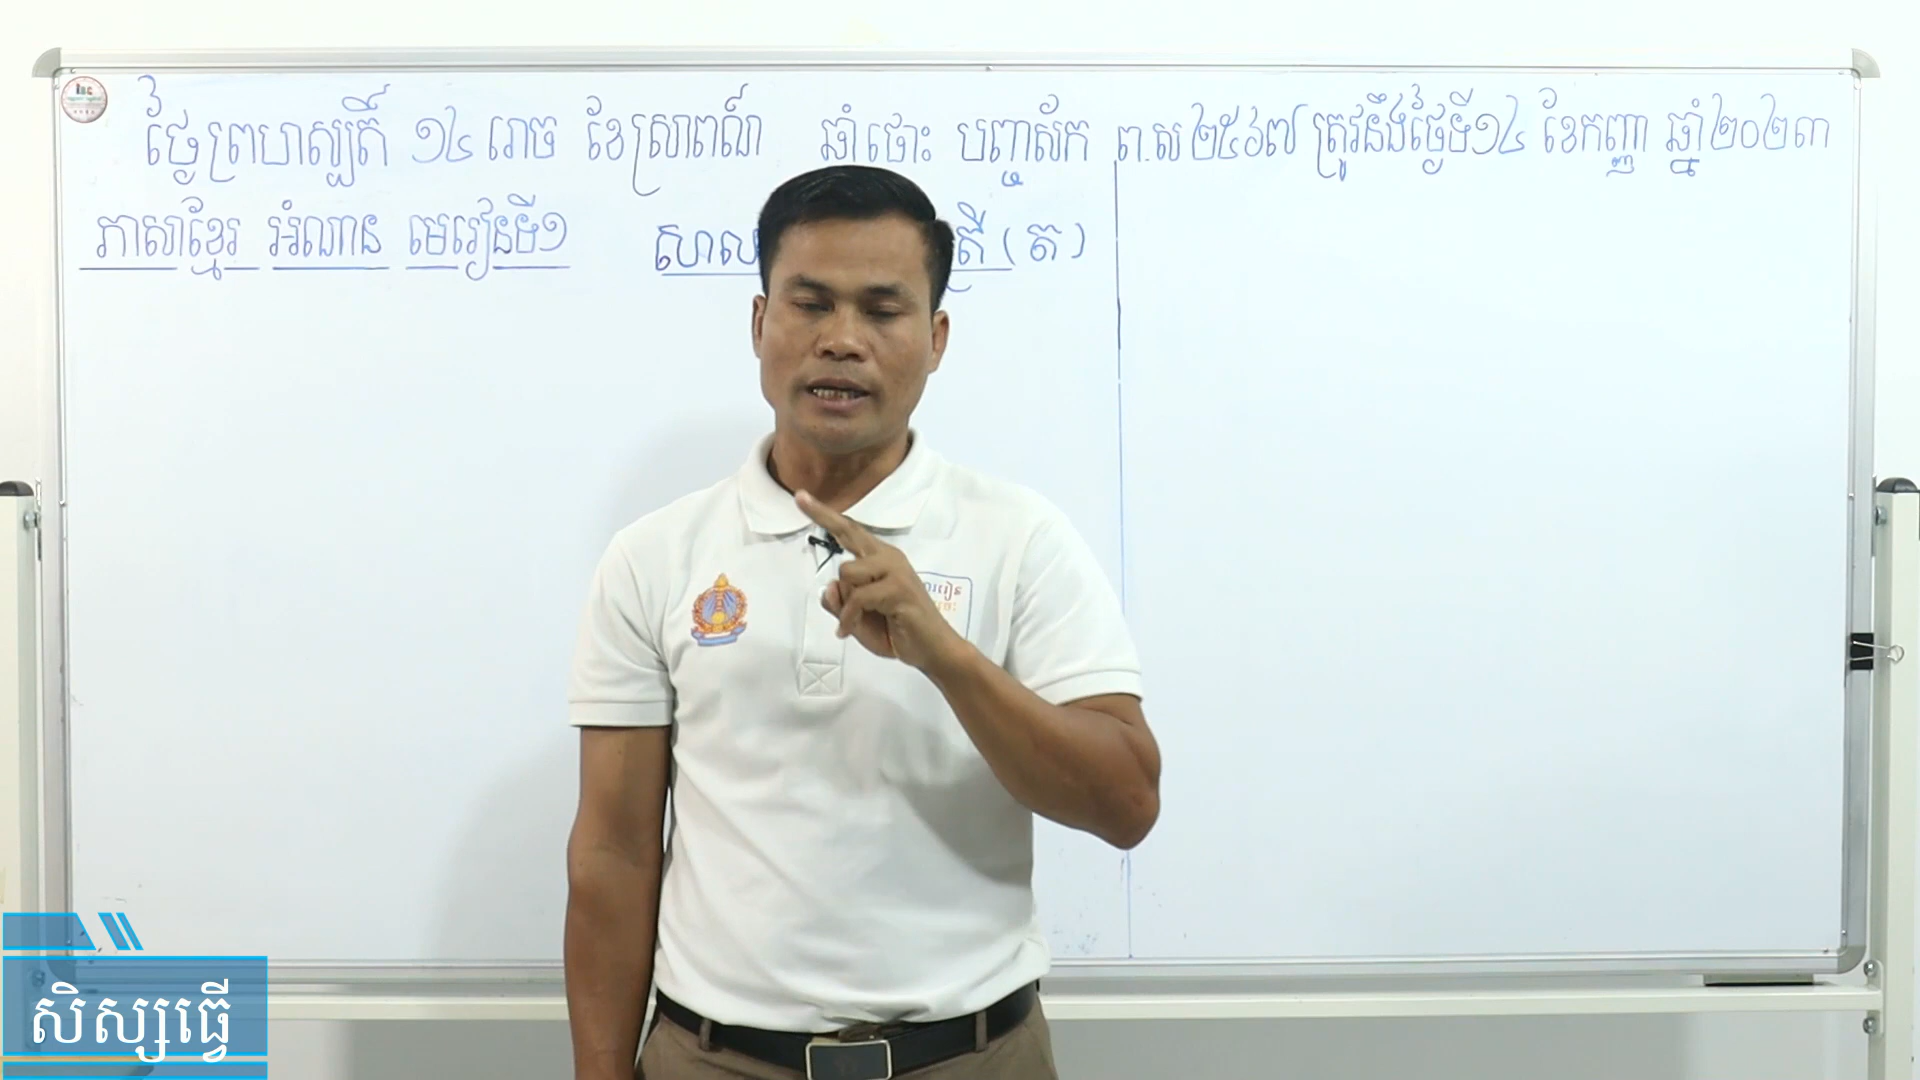 ថ្ងៃព្រហស្បតិ៍ ១៤ រោច ខែស្រាពណ៍ ឆ្នាំថោះ បញ្ចស័ក ព.ស ២៥៦៧ ត្រូវនឹងថ្ងៃទី១៤ ខែកញ្ញា ឆ្នាំ២០២៣
ភាសាខ្មែរ អំណាន មេរៀនទី១ (ត)
សិស្សធ្វើ